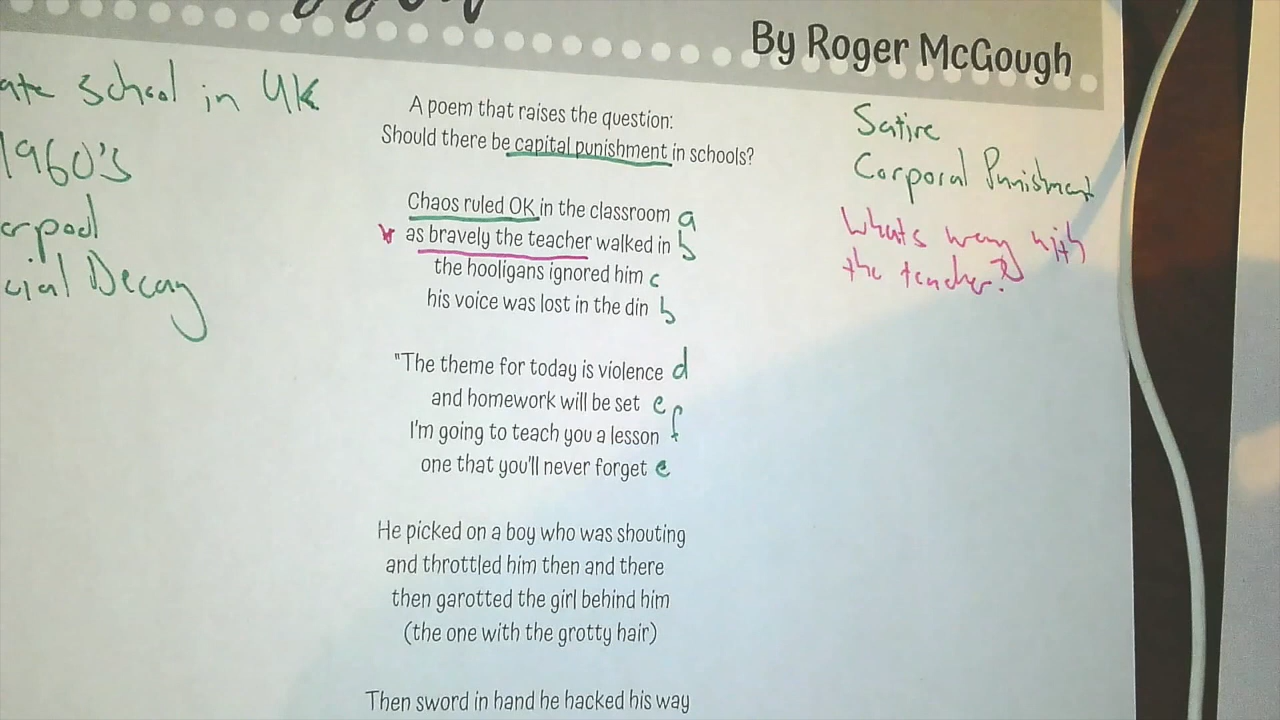 By Roger McGough
school in UK
1960's
Decay
A poem that raises the question:
Should there be capital punishment in schools?
Chaos ruled OK in the classroom a
as bravely the teacher walked in b
the hooligans ignored him c
his voice was lost in the din b
"The theme for today is violence d
and homework will be set e
I'm going to teach you a lesson f
one that you'll never forget e
He picked on a boy who was shouting
and throttled him then and there
then garotted the girl behind him
(the one with the grotty hair)
Then sword in hand he hacked his way
Satire
Corporal Punishment
Whats wrong with
the teacher?